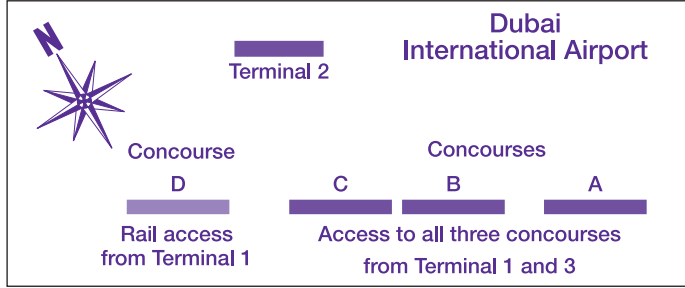 N
Dubai
International Airport
Terminal 2
Concourse
Concourses
D
C
B
A
Rail access
from Terminal 1
Access to all three concourses
from Terminal 1 and 3